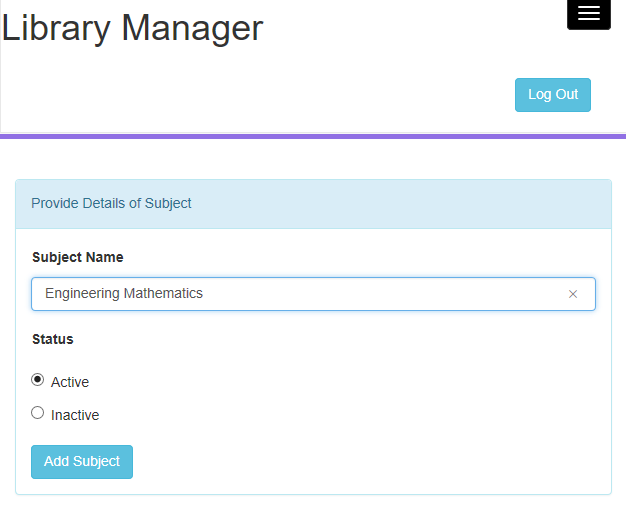 Library Manager
Log Out
Provide Details of Subject
Subject Name
Engineering Mathematics
Status
Active
Inactive
Add Subject